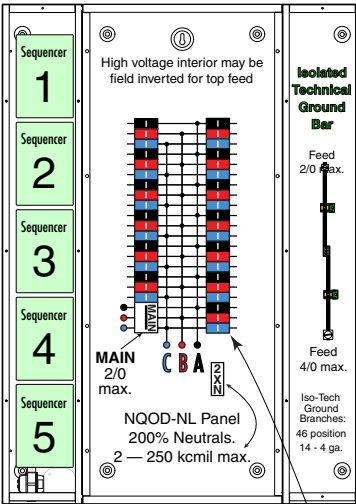 Sequencer
1
Sequencer
2
Sequencer
3
Sequencer
4
Sequencer
5
High voltage interior may be
field inverted for top feed
MAIN
MAIN
2/0
max.
C B A
2XN
NQOD-NL Panel
200% Neutrals.
2 — 250 kcmil max.
Isolated
Technical
Ground
Bar
Feed
2/0 max.
Feed
4/0 max.
Iso-Tech
Ground
Branches:
46 position
14 - 4 ga.